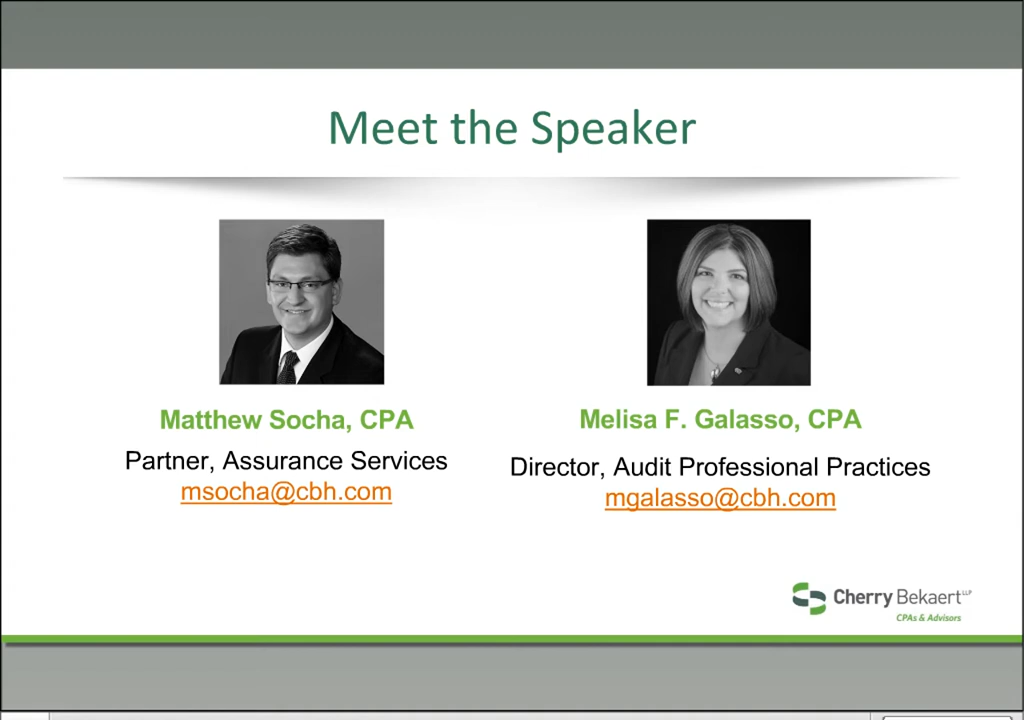 Meet the Speaker
Matthew Socha, CPA
Partner, Assurance Services
msocha@cbh.com
Melisa F. Galasso, CPA
Director, Audit Professional Practices
mgalasso@cbh.com
Cherry Bekaert LLP
CPAs & Advisors